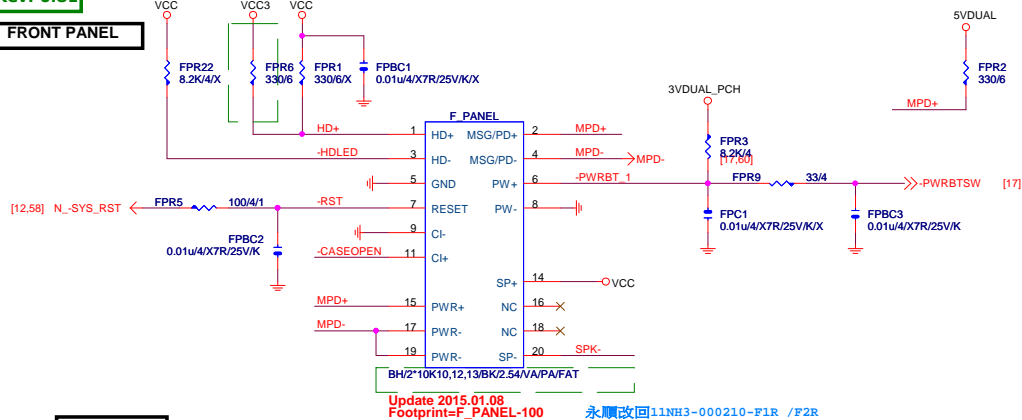 FRONT PANEL
VCC
VCC3
VCC
5VDUAL
FPR22
8.2K/4/X
FPR6
330/6
FPR1
330/6/X
FPBC1
0.01u/4/X7R/25V/K/X
FPR2
330/6
MPD+
3VDUAL_PCH
FPR3
8.2K/4
[17,60]
F_PANEL
HD+
1
HD+
MSG/PD+
2
MPD+
-HDLED
3
HD-
MSG/PD-
4
MPD-
MPD-
5
GND
PW+
6
-PWRBT_1
FPR9
33/4
-PWRBTSW
[17]
[12,58]
N_-SYS_RST
FPR5
100/4/1
-RST
7
RESET
PW-
8
FPBC2
0.01u/4/X7R/25V/K
9
CI-
-CASEOPEN
11
CI+
FPC1
0.01u/4/X7R/25V/K/X
FPBC3
0.01u/4/X7R/25V/K
SP+
14
VCC
MPD+
15
PWR+
NC
16
MPD-
17
PWR-
NC
18
19
PWR-
SP-
20
SPK-
BH/2*10K10,12,13/BK/2.54/VA/PA/FAT
Update 2015.01.08
Footprint=F_PANEL-100
永順改回11NH3-000210-F1R /F2R